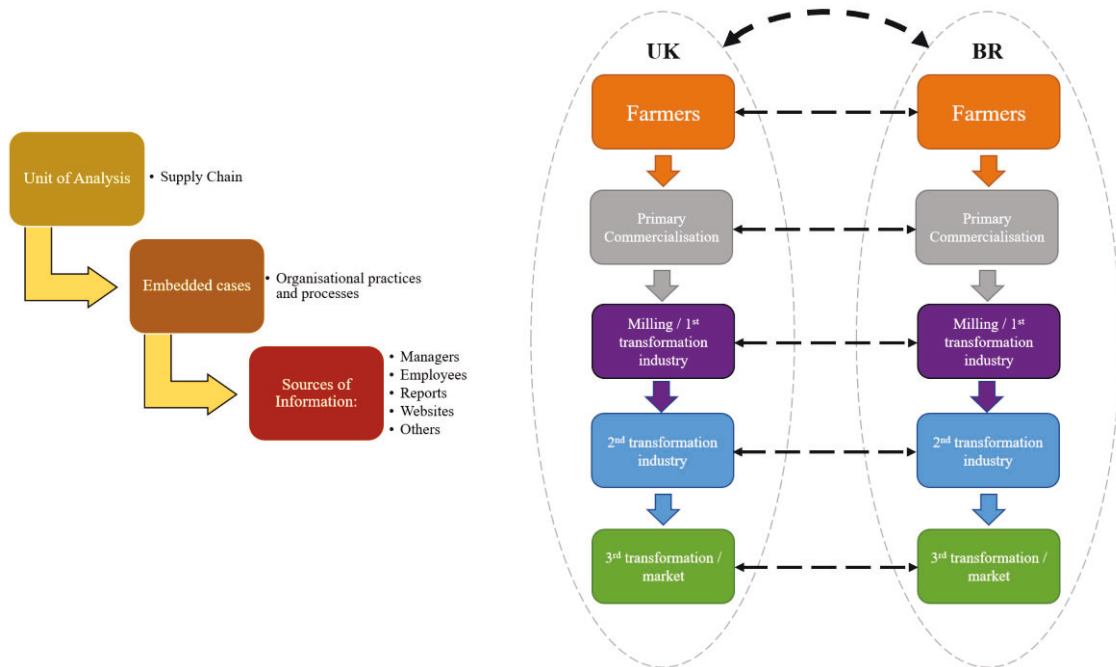 Unit of Analysis
• Supply Chain
Embedded cases
• Organisational practices
and processes
Sources of
Information:
• Managers
• Employees
• Reports
• Websites
• Others
UK
Farmers
Primary
Commercialisation
Milling / 1st
transformation
industry
2nd transformation
industry
3rd transformation /
market
BR
Farmers
Primary
Commercialisation
Milling / 1st
transformation
industry
2nd transformation
industry
3rd transformation /
market